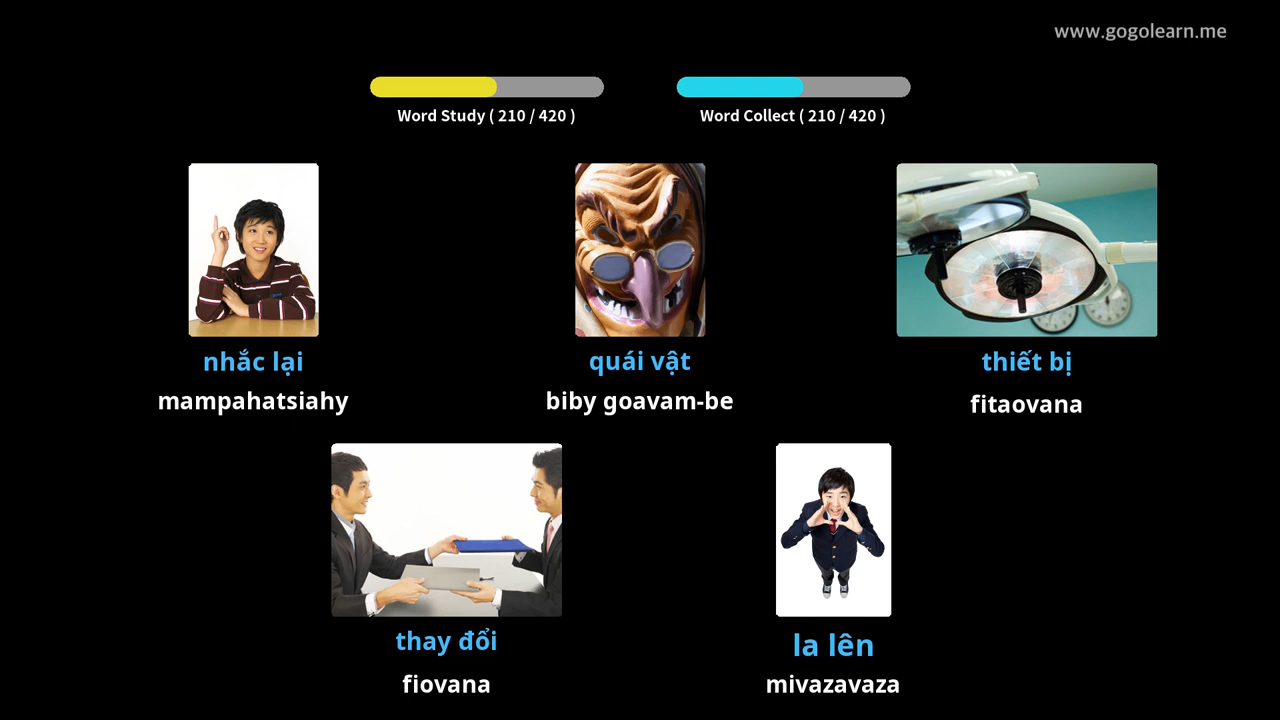 www.gogolearn.me
Word Study ( 210 / 420 )
Word Collect ( 210 / 420 )
nhắc lại
mampahatsiahy
quái vật
biby goavam-be
thiết bị
fitaovana
thay đổi
fiovana
la lên
mivazavaza